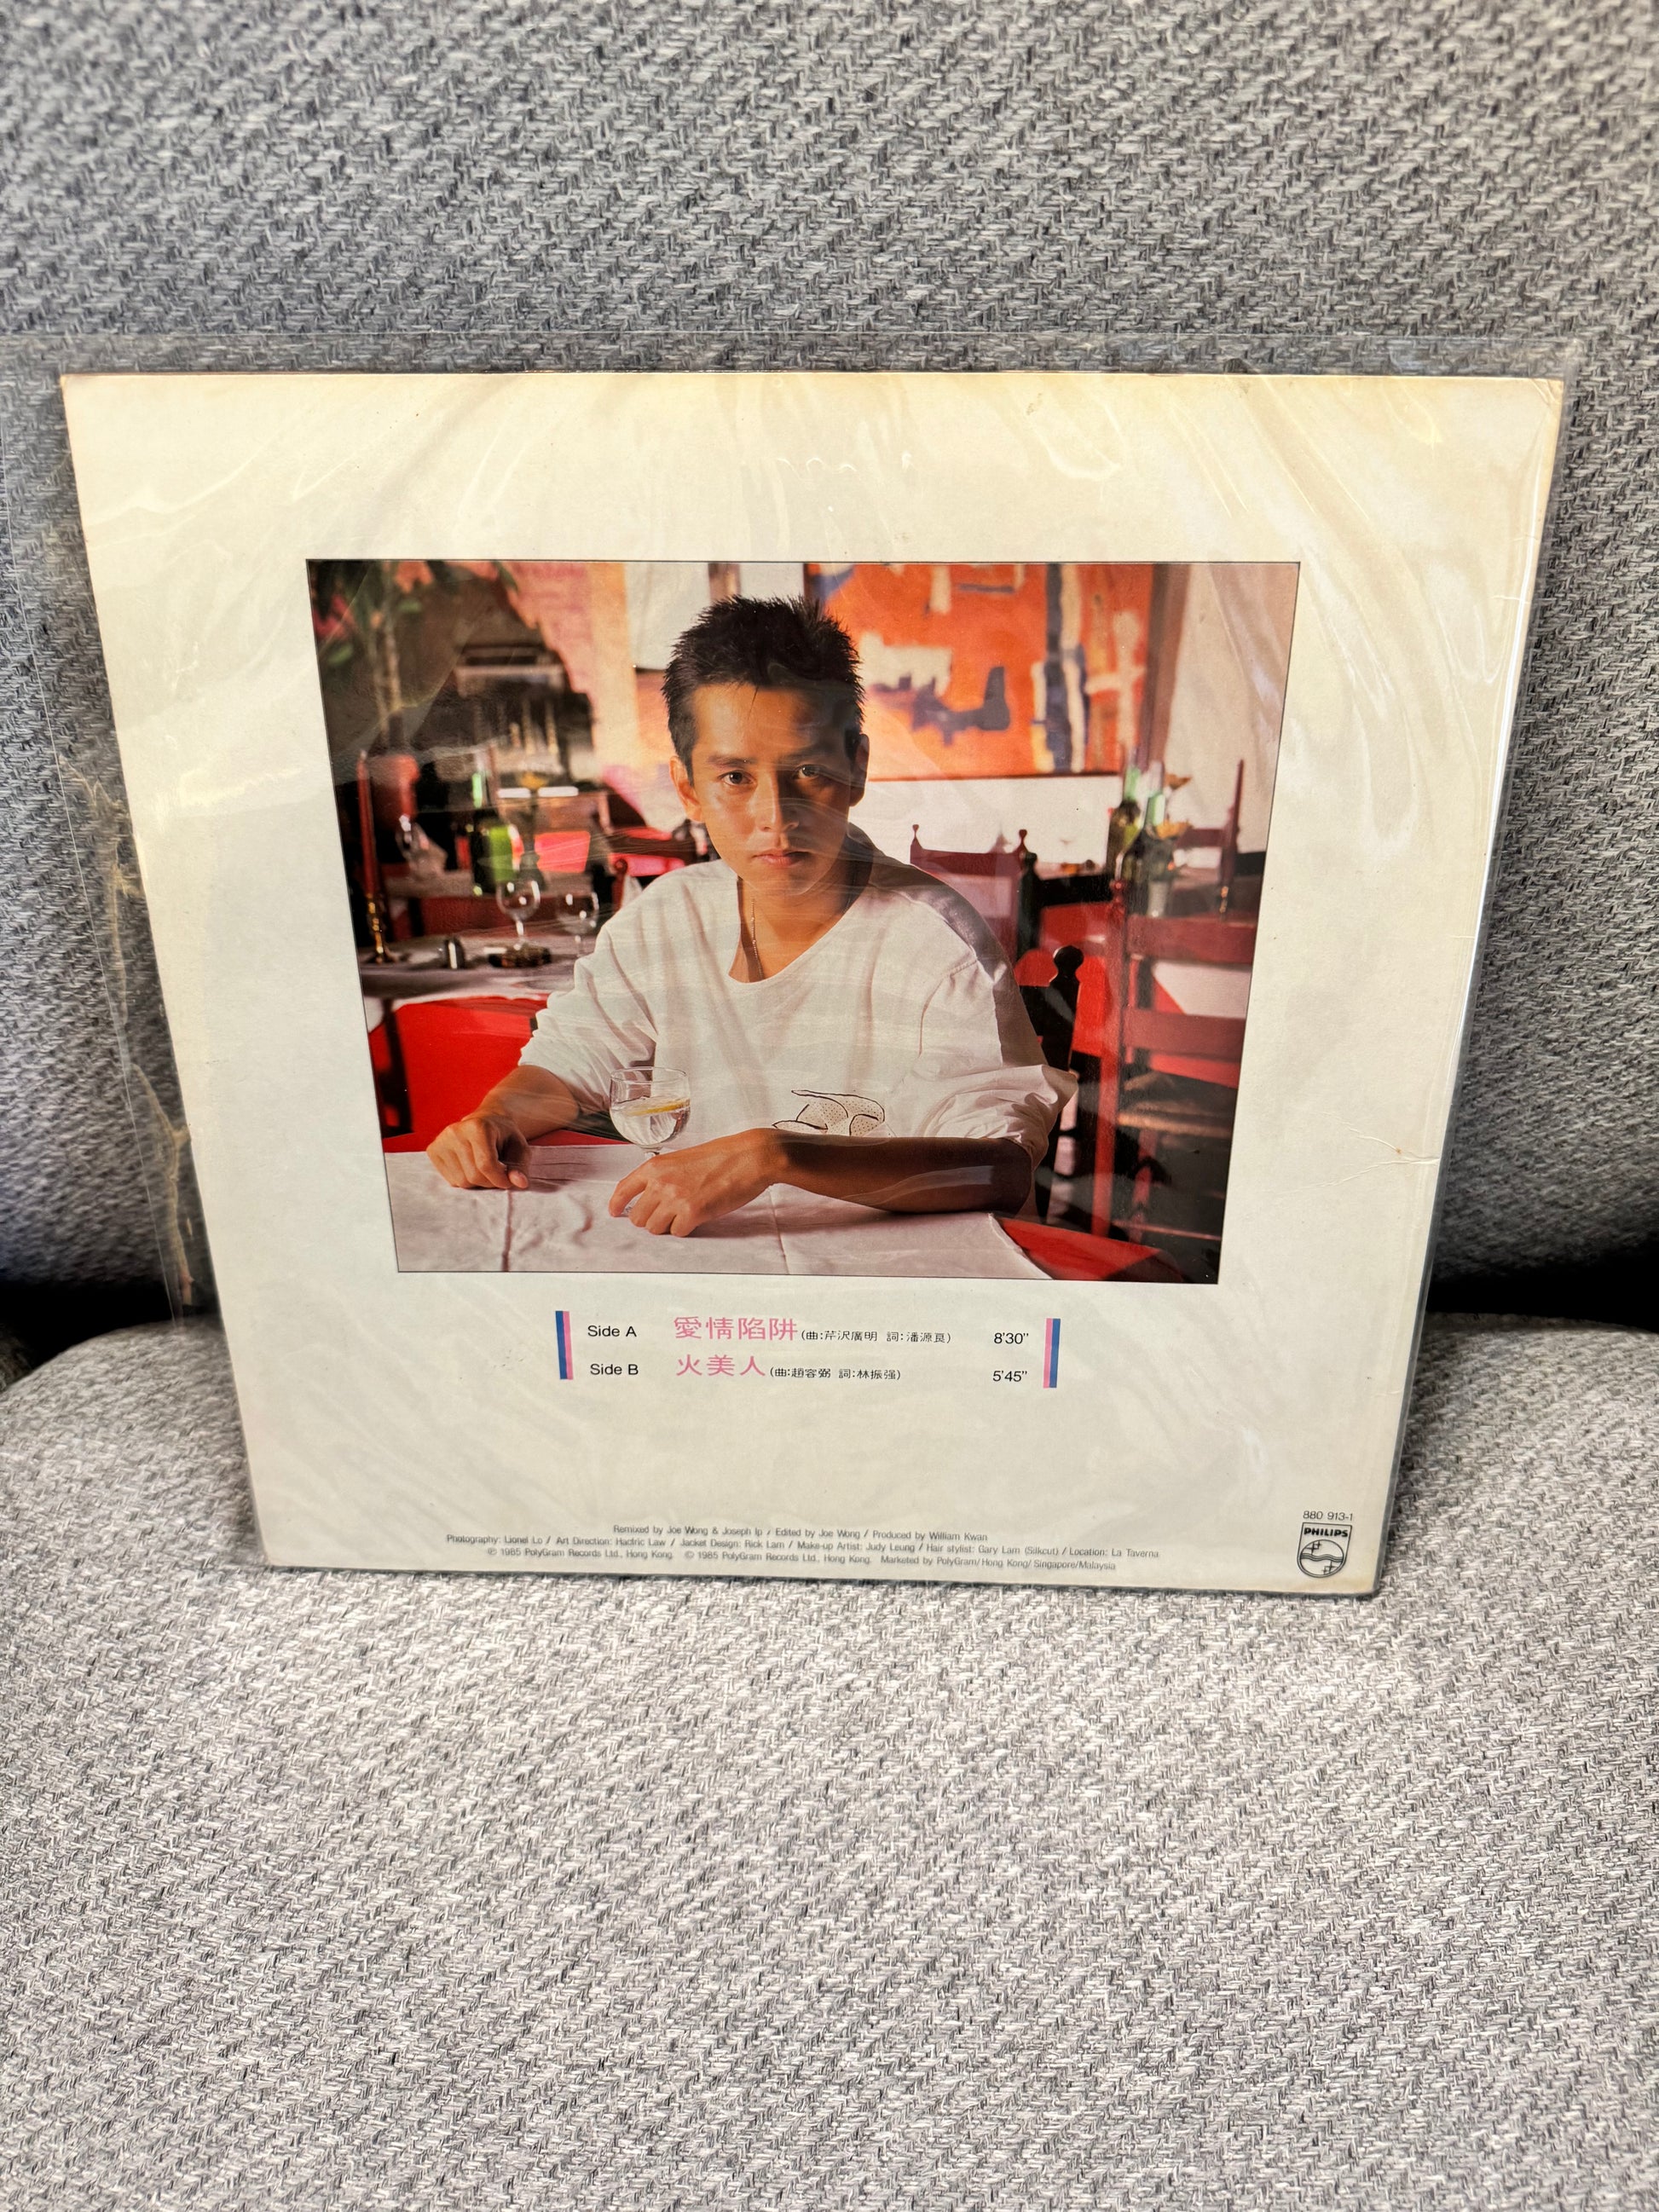 Side A 愛情陷阱(曲:芹沢廣明 詞:潘源良) 8'30"
Side B 火美人(曲:趙容弼 詞:林振强) 5'45"
880 913-1
PHILIPS
Remixed by Joe Wong & Joseph Ip / Edited by Joe Wong / Produced by William Kwan
Photography: Lionel Lo / Art Direction: Hactric Law / Jacket Design: Rick Lam / Make-up Artist: Judy Leung / Hair stylist: Gary Lam (Silkcut) / Location: La Taverna
℗ 1985 PolyGram Records Ltd., Hong Kong. © 1985 PolyGram Records Ltd., Hong Kong. Marketed by PolyGram/Hong Kong/Singapore/Malaysia